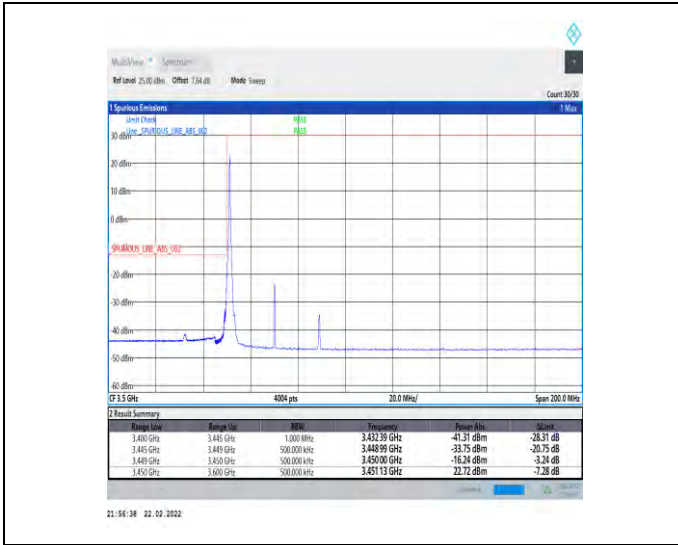 MultiView Spectrum
Ref Level 25.00 dBm Offset 7.64 dB Mode Sweep
Count 30/30
1 Spurious Emissions 1 Max
Limit Check PASS
Line _SPURIOUS_LINE_ABS_002 PASS
30 dBm
20 dBm
10 dBm
0 dBm
SPURIOUS_LINE_ABS_002
-20 dBm
-30 dBm
-40 dBm
-50 dBm
-60 dBm
CF 3.5 GHz 4004 pts 20.0 MHz/ Span 200.0 MHz
2 Result Summary
Range Low Range Up RBW Frequency Power Abs ΔLimit
3.400 GHz 3.445 GHz 1.000 MHz 3.43239 GHz -41.31 dBm -28.31 dB
3.445 GHz 3.449 GHz 500.000 kHz 3.44899 GHz -33.75 dBm -20.75 dB
3.449 GHz 3.450 GHz 500.000 kHz 3.45000 GHz -16.24 dBm -3.24 dB
3.450 GHz 3.600 GHz 500.000 kHz 3.45113 GHz 22.72 dBm -7.28 dB
21:56:38 22.02.2022